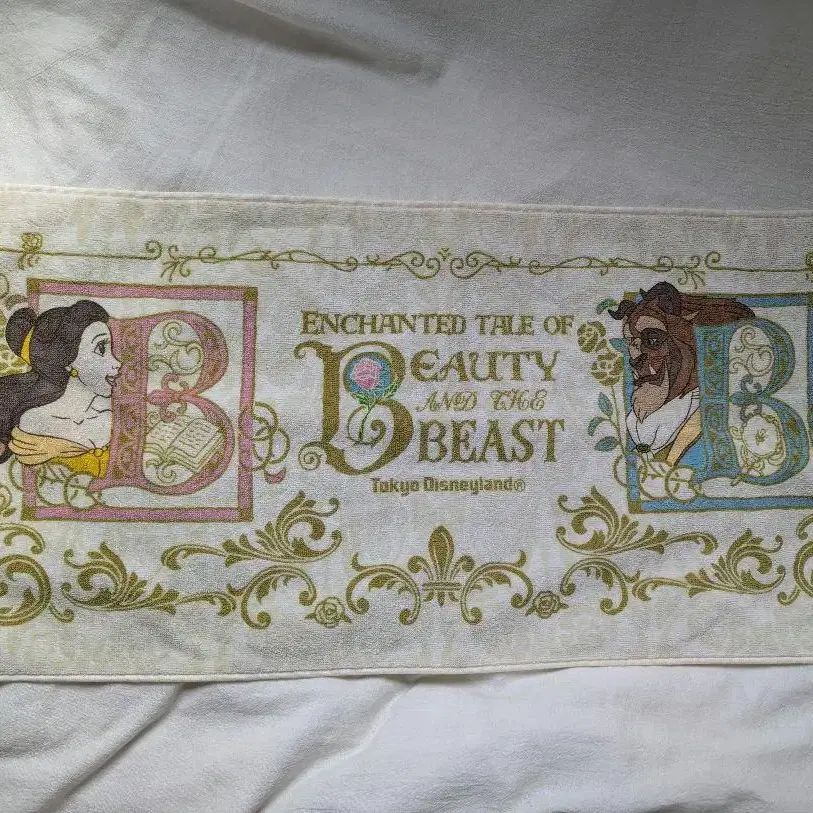 B
ENCHANTED TALE OF
BEAUTY
AND THE
BEAST
Tokyo Disneyland®
B